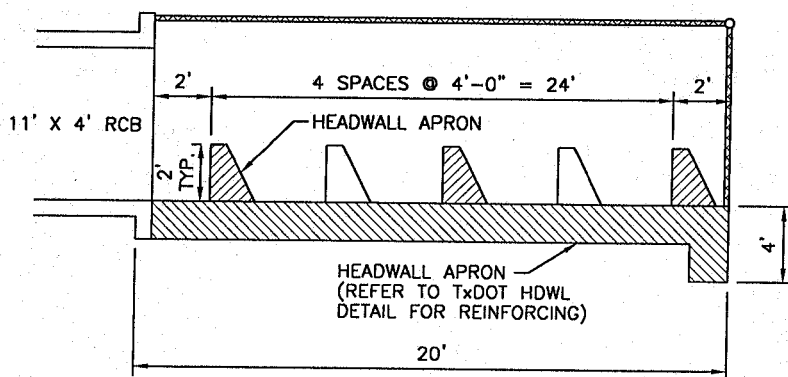 2'
4 SPACES @ 4'-0" = 24'
2'
11' X 4' RCB
HEADWALL APRON
2'
TYP.
4'
HEADWALL APRON
(REFER TO TxDOT HDWL
DETAIL FOR REINFORCING)
20'